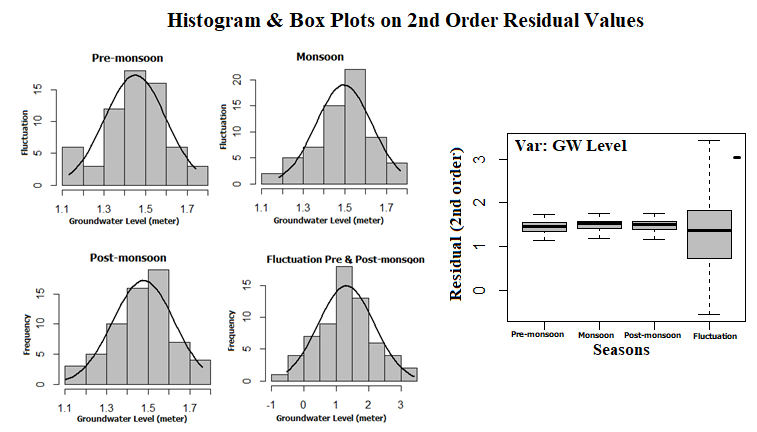 Histogram & Box Plots on 2nd Order Residual Values
Pre-monsoon
Fluctuation
0 5 10 15
1.1 1.3 1.5 1.7
Groundwater Level (meter)
Monsoon
Fluctuation
0 5 10 15 20
1.1 1.3 1.5 1.7
Groundwater Level (meter)
Post-monsoon
Frequency
0 5 10 15
1.1 1.3 1.5 1.7
Groundwater Level (meter)
Fluctuation Pre & Post-monsoon
Frequency
0 5 10 15
-1 0 1 2 3
Groundwater Level (meter)
Var: GW Level
Residual (2nd order)
0 1 2 3
Pre-monsoon Monsoon Post-monsoon Fluctuation
Seasons